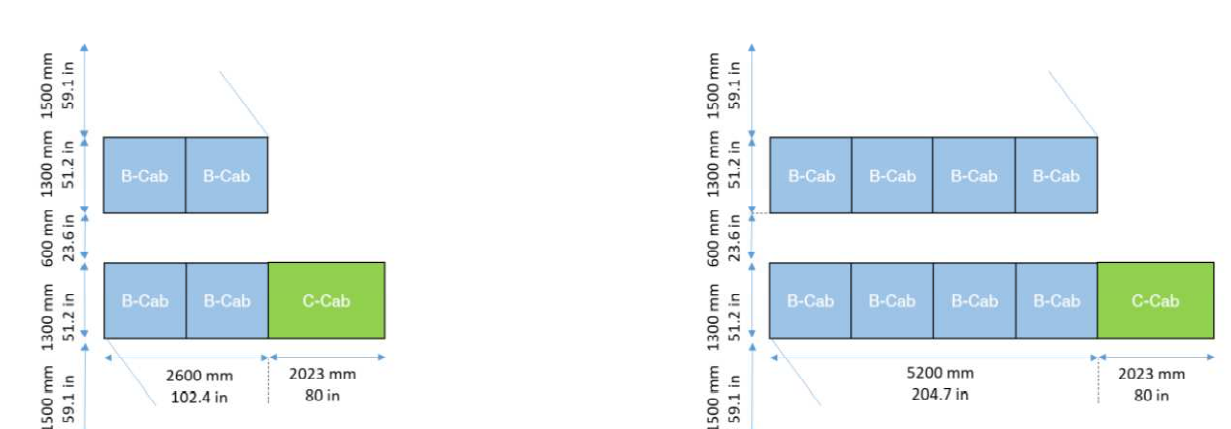 1500 mm
59.1 in
1300 mm
51.2 in
B-Cab B-Cab
600 mm
23.6 in
1300 mm
51.2 in
B-Cab B-Cab C-Cab
1500 mm
59.1 in
2600 mm
102.4 in
2023 mm
80 in
1500 mm
59.1 in
1300 mm
51.2 in
B-Cab B-Cab B-Cab B-Cab
600 mm
23.6 in
1300 mm
51.2 in
B-Cab B-Cab B-Cab B-Cab C-Cab
1500 mm
59.1 in
5200 mm
204.7 in
2023 mm
80 in